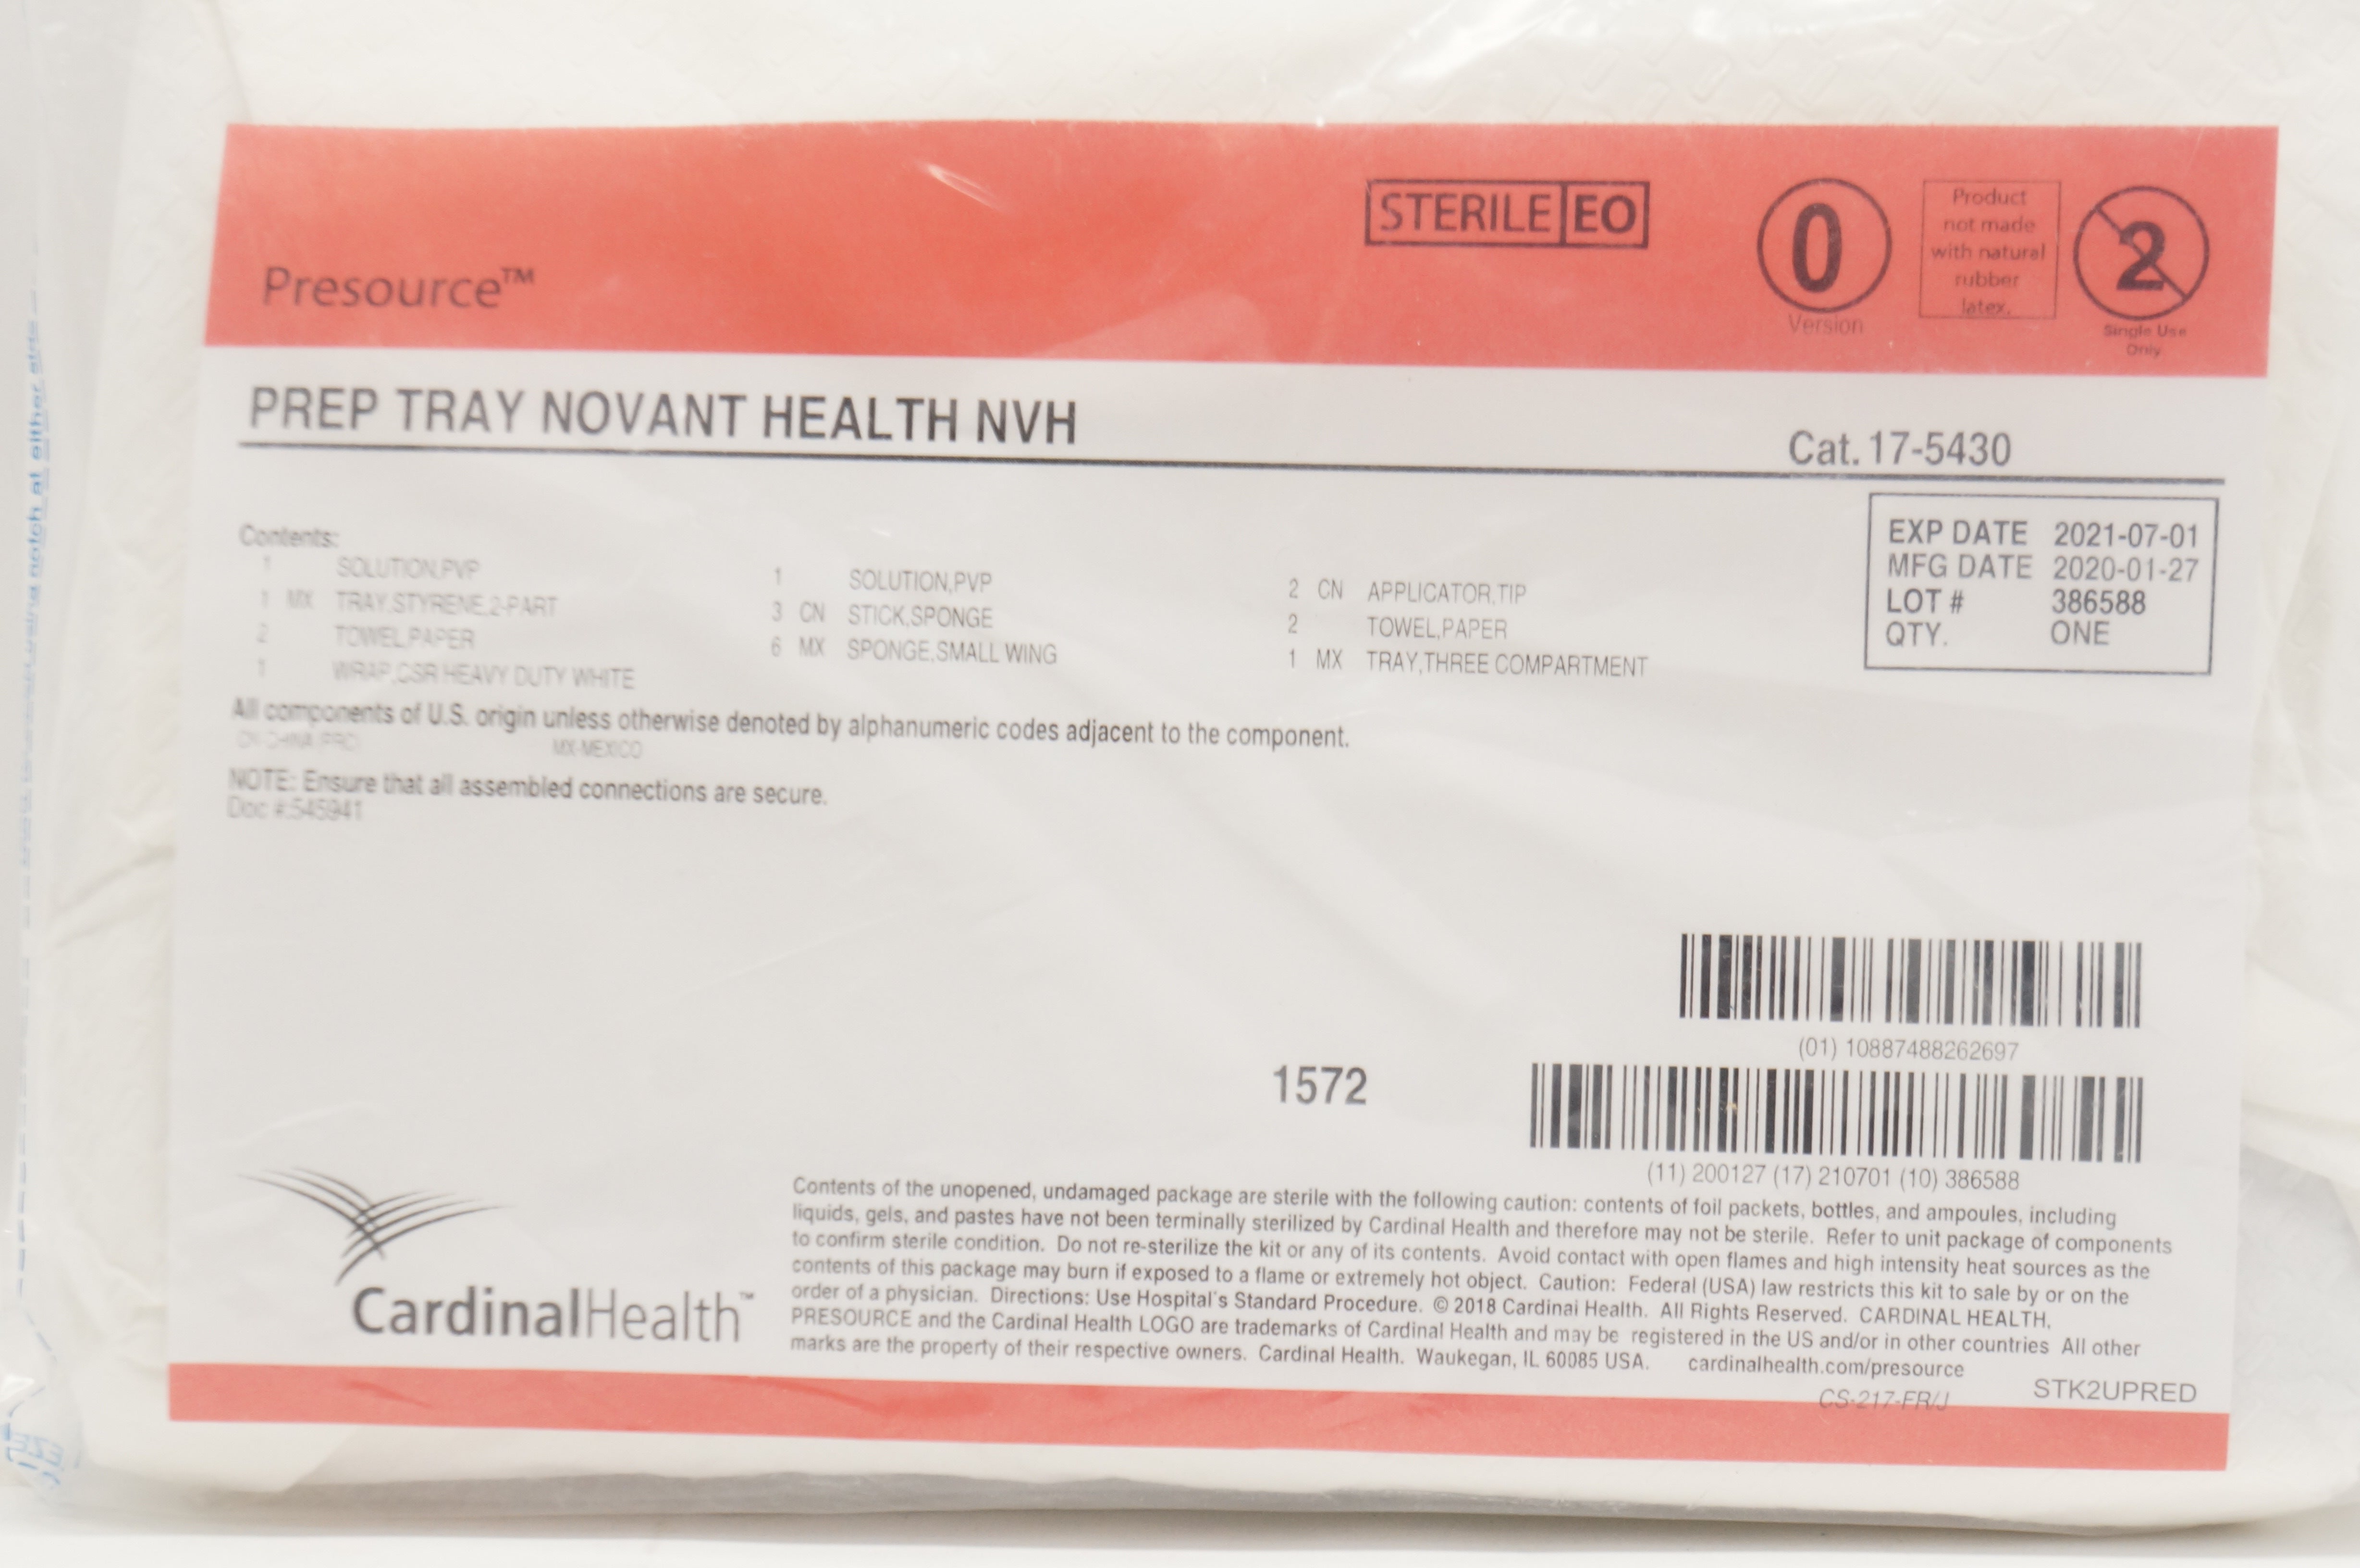 STERILE EO
0
Version
Product
not made
with natural
rubber
latex.
2
Single Use
Only
Presource™
PREP TRAY NOVANT HEALTH NVH
Cat. 17-5430
EXP DATE 2021-07-01
MFG DATE 2020-01-27
LOT # 386588
QTY. ONE
Contents:
1 SOLUTION,PVP
1 MX TRAY,STYRENE,2-PART
2 TOWEL,PAPER
1 WRAP,CSR HEAVY DUTY WHITE
1 SOLUTION,PVP
3 CN STICK,SPONGE
6 MX SPONGE,SMALL WING
2 CN APPLICATOR,TIP
2 TOWEL,PAPER
1 MX TRAY,THREE COMPARTMENT
All components of U.S. origin unless otherwise denoted by alphanumeric codes adjacent to the component.
CN-CHINA (PRC) MX-MEXICO
NOTE: Ensure that all assembled connections are secure.
Doc #:545941
(01) 10887488262697
1572
(11) 200127 (17) 210701 (10) 386588
CardinalHealth™
Contents of the unopened, undamaged package are sterile with the following caution: contents of foil packets, bottles, and ampoules, including
liquids, gels, and pastes have not been terminally sterilized by Cardinal Health and therefore may not be sterile. Refer to unit package of components
to confirm sterile condition. Do not re-sterilize the kit or any of its contents. Avoid contact with open flames and high intensity heat sources as the
contents of this package may burn if exposed to a flame or extremely hot object. Caution: Federal (USA) law restricts this kit to sale by or on the
order of a physician. Directions: Use Hospital's Standard Procedure. © 2018 Cardinal Health. All Rights Reserved. CARDINAL HEALTH,
PRESOURCE and the Cardinal Health LOGO are trademarks of Cardinal Health and may be registered in the US and/or in other countries All other
marks are the property of their respective owners. Cardinal Health. Waukegan, IL 60085 USA. cardinalhealth.com/presource
CS-217-FR/J
STK2UPRED
using notch at either side